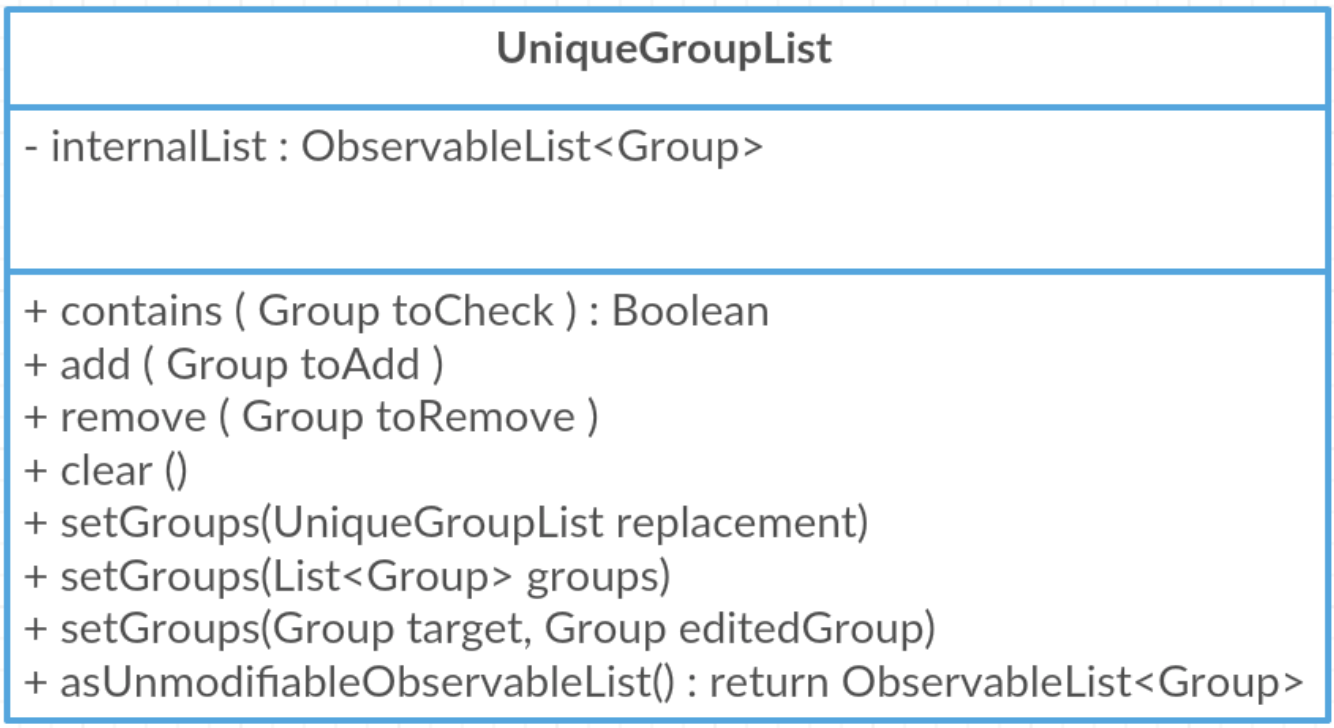 UniqueGroupList
- internalList : ObservableList<Group>
+ contains ( Group toCheck ) : Boolean
+ add ( Group toAdd )
+ remove ( Group toRemove )
+ clear ()
+ setGroups(UniqueGroupList replacement)
+ setGroups(List<Group> groups)
+ setGroups(Group target, Group editedGroup)
+ asUnmodifiableObservableList() : return ObservableList<Group>